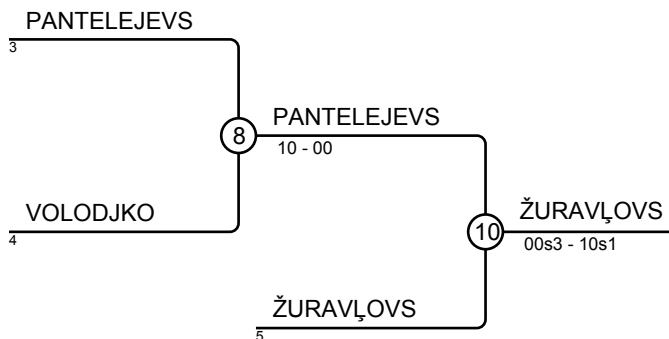 PANTELEJEVS
3
8
PANTELEJEVS
10 - 00
VOLODJKO
4
10
ŽURAVĻOVS
00s3 - 10s1
ŽURAVĻOVS
5